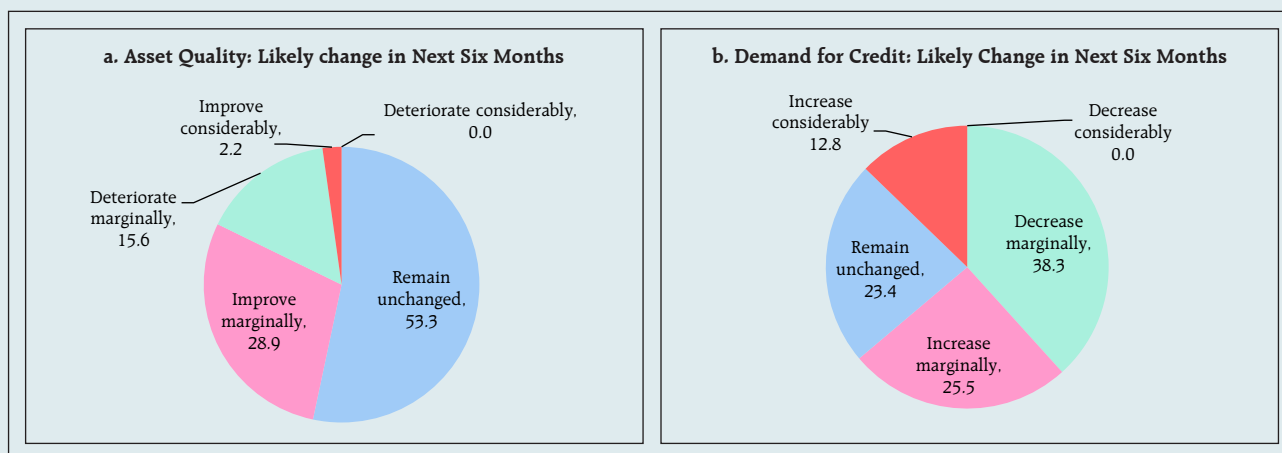 a. Asset Quality: Likely change in Next Six Months
Improve
considerably,
2.2
Deteriorate considerably,
0.0
Deteriorate
marginally,
15.6
Remain
unchanged,
53.3
Improve
marginally,
28.9
b. Demand for Credit: Likely Change in Next Six Months
Increase
considerably
12.8
Decrease
considerably
0.0
Decrease
marginally,
38.3
Remain
unchanged,
23.4
Increase
marginally,
25.5